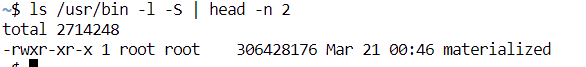 ~$ ls /usr/bin -l -S | head -n 2
total 2714248
-rwxr-xr-x 1 root root    306428176 Mar 21 00:46 materialized